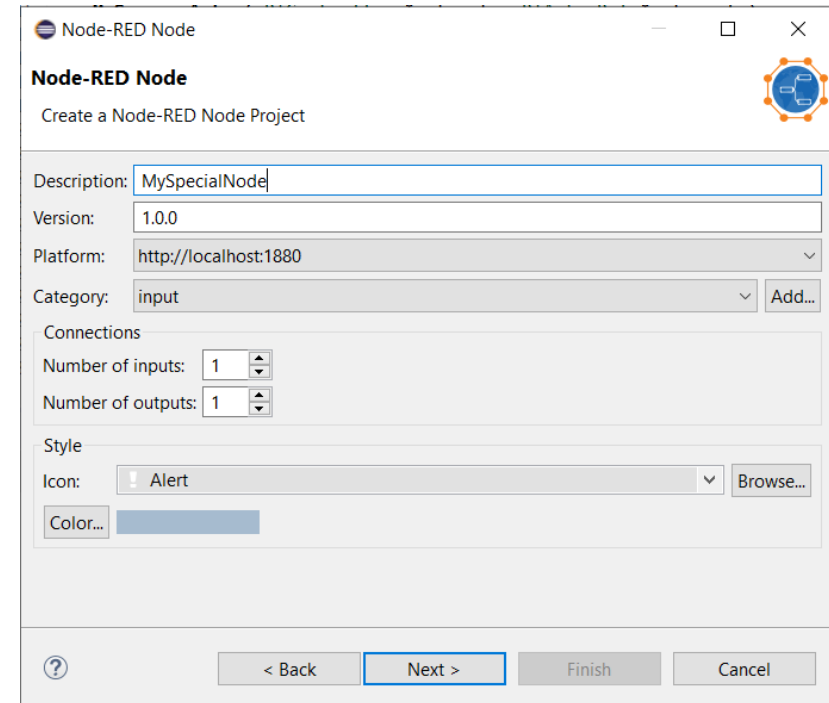 Node-RED Node
Node-RED Node
Create a Node-RED Node Project
Description: MySpecialNode
Version: 1.0.0
Platform: http://localhost:1880
Category: input Add...
Connections
Number of inputs: 1
Number of outputs: 1
Style
Icon: Alert Browse...
Color...
? < Back Next > Finish Cancel